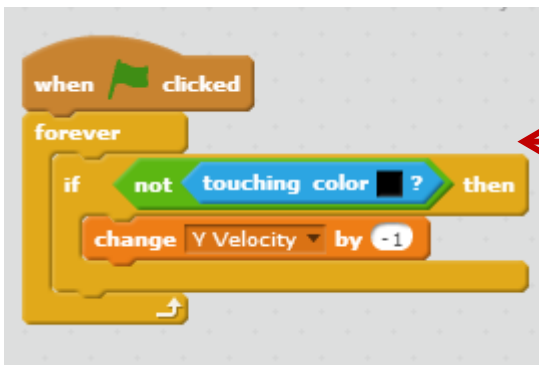 when clicked
forever
if not touching color ? then
change Y Velocity by -1